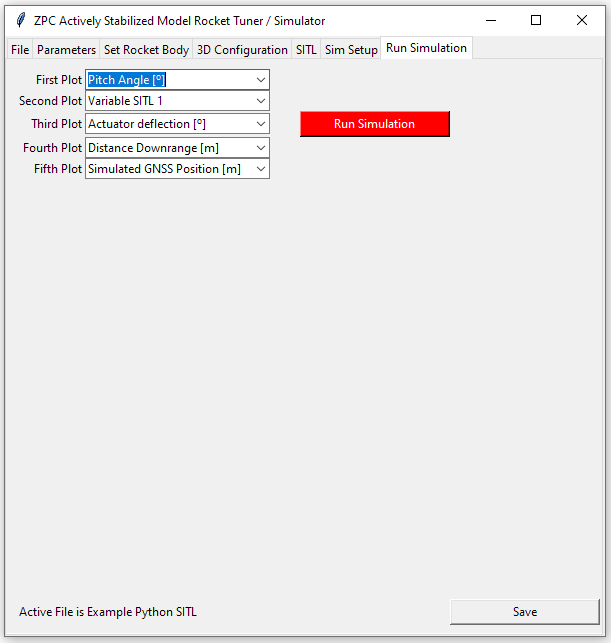 ZPC Actively Stabilized Model Rocket Tuner / Simulator
File Parameters Set Rocket Body 3D Configuration SITL Sim Setup Run Simulation
First Plot Pitch Angle [º]
Second Plot Variable SITL 1
Third Plot Actuator deflection [º] Run Simulation
Fourth Plot Distance Downrange [m]
Fifth Plot Simulated GNSS Position [m]
Active File is Example Python SITL Save